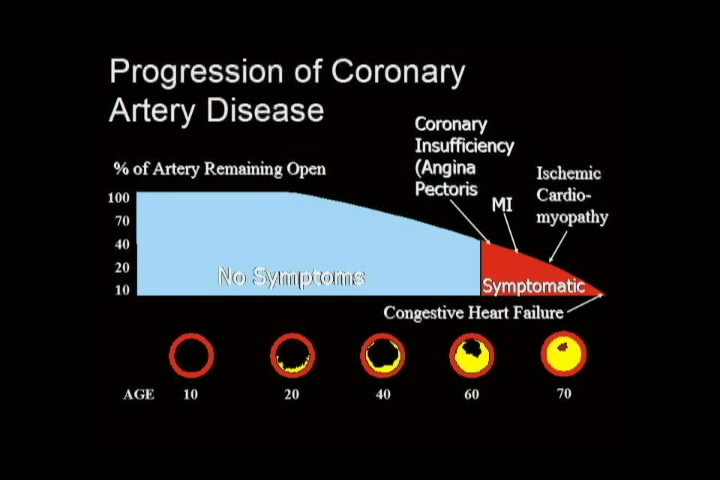 Progression of Coronary
Artery Disease
Coronary
Insufficiency
(Angina
Pectoris
MI
Ischemic
Cardio-
myopathy
% of Artery Remaining Open
100
70
40
20
10
No Symptoms
Symptomatic
Congestive Heart Failure
AGE 10 20 40 60 70